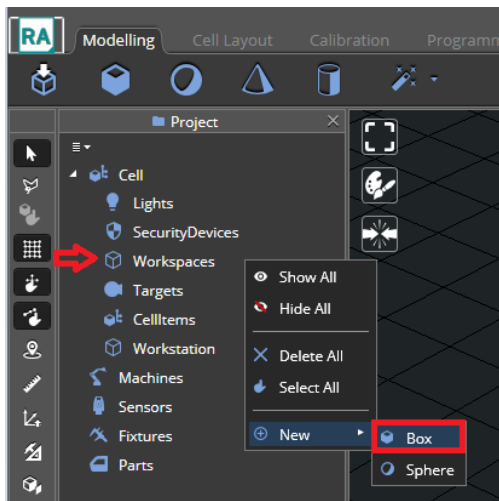 RA Modelling Cell Layout Calibration Programm
Project
Cell
Lights
SecurityDevices
Workspaces
Targets
CellItems
Workstation
Machines
Sensors
Fixtures
Parts
Show All
Hide All
Delete All
Select All
New
Box
Sphere